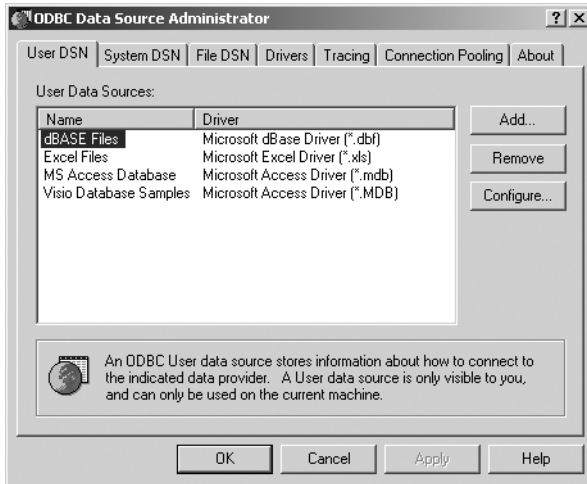 ODBC Data Source Administrator
User DSN System DSN File DSN Drivers Tracing Connection Pooling About
User Data Sources:
Name Driver
dBASE Files Microsoft dBase Driver (*.dbf)
Excel Files Microsoft Excel Driver (*.xls)
MS Access Database Microsoft Access Driver (*.mdb)
Visio Database Samples Microsoft Access Driver (*.MDB)
Add...
Remove
Configure...
An ODBC User data source stores information about how to connect to
the indicated data provider. A User data source is only visible to you,
and can only be used on the current machine.
OK Cancel Apply Help